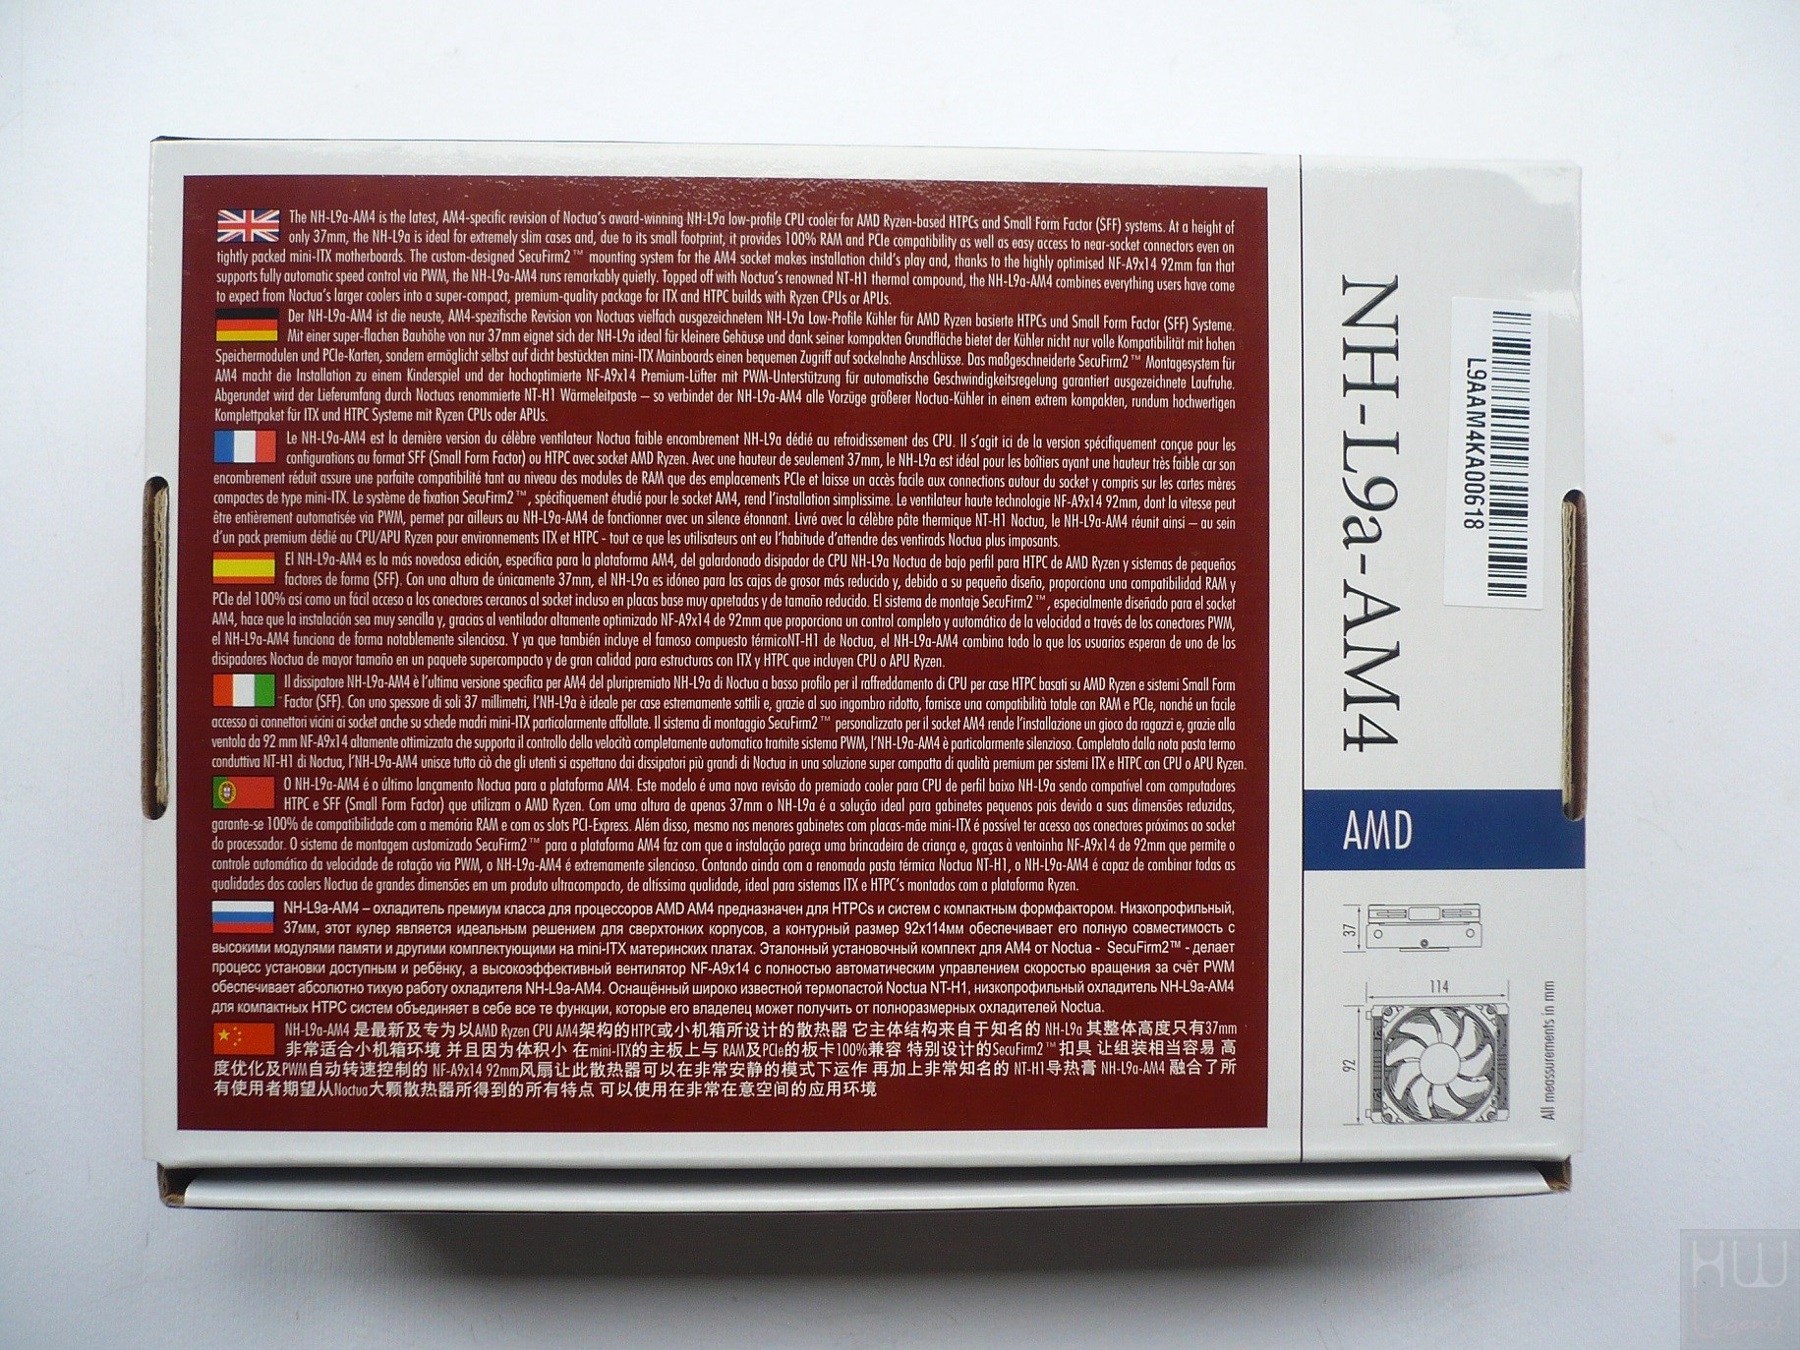 The NH-L9a-AM4 is the latest, AM4-specific revision of Noctua's award-winning NH-L9a low-profile CPU cooler for AMD Ryzen-based HTPCs and Small Form Factor (SFF) systems. At a height of
only 37mm, the NH-L9a is ideal for extremely slim cases and, due to its small footprint, it provides 100% RAM and PCIe compatibility as well as easy access to near-socket connectors even on
tightly packed mini-ITX motherboards. The custom-designed SecuFirm2™ mounting system for the AM4 socket makes installation child's play and, thanks to the highly optimised NF-A9x14 92mm fan that
supports fully automatic speed control via PWM, the NH-L9a-AM4 runs remarkably quietly. Topped off with Noctua's renowned NT-H1 thermal compound, the NH-L9a-AM4 combines everything users have come
to expect from Noctua's larger coolers into a super-compact, premium-quality package for ITX and HTPC builds with Ryzen CPUs or APUs.
Der NH-L9a-AM4 ist die neuste, AM4-spezifische Revision von Noctuas vielfach ausgezeichnetem NH-L9a Low-Profile Kühler für AMD Ryzen basierte HTPCs und Small Form Factor (SFF) Systeme.
Mit einer super-flachen Bauhöhe von nur 37mm eignet sich der NH-L9a ideal für kleinere Gehäuse und dank seiner kompakten Grundfläche bietet der Kühler nicht nur volle Kompatibilität mit hohen
Speichermodulen und PCIe-Karten, sondern ermöglicht selbst auf dicht bestückten mini-ITX Mainboards einen bequemen Zugriff auf sockelnahe Anschlüsse. Das maßgeschneiderte SecuFirm2™ Montagesystem für
AM4 macht die Installation zu einem Kinderspiel und der hochoptimierte NF-A9x14 Premium-Lüfter mit PWM-Unterstützung für automatische Geschwindigkeitsregelung garantiert ausgezeichnete Laufruhe.
Abgerundet wird der Lieferumfang durch Noctuas renommierte NT-H1 Wärmeleitpaste – so verbindet der NH-L9a-AM4 alle Vorzüge größerer Noctua-Kühler in einem extrem kompakten, rundum hochwertigen
Komplettpaket für ITX und HTPC Systeme mit Ryzen CPUs oder APUs.
Le NH-L9a-AM4 est la dernière version du célèbre ventilateur Noctua faible encombrement NH-L9a dédié au refroidissement des CPU. Il s'agit ici de la version spécifiquement conçue pour les
configurations au format SFF (Small Form Factor) ou HTPC avec socket AMD Ryzen. Avec une hauteur de seulement 37mm, le NH-L9a est idéal pour les boîtiers ayant une hauteur très faible car son
encombrement réduit assure une parfaite compatibilité tant au niveau des modules de RAM que des emplacements PCIe et laisse un accès facile aux connections autour du socket y compris sur les cartes mères
compactes de type mini-ITX. Le système de fixation SecuFirm2™, spécifiquement étudié pour le socket AM4, rend l'installation simplissime. Le ventilateur haute technologie NF-A9x14 92mm, dont la vitesse peut
être entièrement automatisée via PWM, permet par ailleurs au NH-L9a-AM4 de fonctionner avec un silence étonnant. Livré avec la célèbre pâte thermique NT-H1 Noctua, le NH-L9a-AM4 réunit ainsi – au sein
d'un pack premium dédié au CPU/APU Ryzen pour environnements ITX et HTPC - tout ce que les utilisateurs ont eu l'habitude d'attendre des ventirads Noctua plus imposants.
El NH-L9a-AM4 es la más novedosa edición, específica para la plataforma AM4, del galardonado disipador de CPU NH-L9a Noctua de bajo perfil para HTPC de AMD Ryzen y sistemas de pequeños
factores de forma (SFF). Con una altura de únicamente 37mm, el NH-L9a es idóneo para las cajas de grosor más reducido y, debido a su pequeño diseño, proporciona una compatibilidad RAM y
PCIe del 100% así como un fácil acceso a los conectores cercanos al socket incluso en placas base muy apretadas y de tamaño reducido. El sistema de montaje SecuFirm2™, especialmente diseñado para el socket
AM4, hace que la instalación sea muy sencilla y, gracias al ventilador altamente optimizado NF-A9x14 de 92mm que proporciona un control completo y automático de la velocidad a través de los conectores PWM,
el NH-L9a-AM4 funciona de forma notablemente silenciosa. Y ya que también incluye el famoso compuesto térmicoNT-H1 de Noctua, el NH-L9a-AM4 combina todo lo que los usuarios esperan de uno de los
disipadores Noctua de mayor tamaño en un paquete supercompacto y de gran calidad para estructuras con ITX y HTPC que incluyen CPU o APU Ryzen.
Il dissipatore NH-L9a-AM4 è l'ultima versione specifica per AM4 del pluripremiato NH-L9a di Noctua a basso profilo per il raffreddamento di CPU per case HTPC basati su AMD Ryzen e sistemi Small Form
Factor (SFF). Con uno spessore di soli 37 millimetri, l'NH-L9a è ideale per case estremamente sottili e, grazie al suo ingombro ridotto, fornisce una compatibilità totale con RAM e PCIe, nonché un facile
accesso ai connettori vicini ai socket anche su schede madri mini-ITX particolarmente affollate. Il sistema di montaggio SecuFirm2™ personalizzato per il socket AM4 rende l'installazione un gioco da ragazzi e, grazie alla
ventola da 92 mm NF-A9x14 altamente ottimizzata che supporta il controllo della velocità completamente automatico tramite sistema PWM, l'NH-L9a-AM4 è particolarmente silenzioso. Completato dalla nota pasta termo
conduttiva NT-H1 di Noctua, l'NH-L9a-AM4 unisce tutto ciò che gli utenti si aspettano dai dissipatori più grandi di Noctua in una soluzione super compatta di qualità premium per sistemi ITX e HTPC con CPU o APU Ryzen.
O NH-L9a-AM4 é o último lançamento Noctua para a plataforma AM4. Este modelo é uma nova revisão do premiado cooler para CPU de perfil baixo NH-L9a sendo compatível com computadores
HTPC e SFF (Small Form Factor) que utilizam o AMD Ryzen. Com uma altura de apenas 37mm o NH-L9a é a solução ideal para gabinetes pequenos pois devido a suas dimensões reduzidas,
garante-se 100% de compatibilidade com a memória RAM e com os slots PCI-Express. Além disso, mesmo nos menores gabinetes com placas-mãe mini-ITX é possível ter acesso aos conectores próximos ao socket
do processador. O sistema de montagem customizado SecuFirm2™ para a plataforma AM4 faz com que a instalação pareça uma brincadeira de criança e, graças à ventoinha NF-A9x14 de 92mm que permite o
controle automático da velocidade de rotação via PWM, o NH-L9a-AM4 é extremamente silencioso. Contando ainda com a renomada pasta térmica Noctua NT-H1, o NH-L9a-AM4 é capaz de combinar todas as
qualidades dos coolers Noctua de grandes dimensões em um produto ultracompacto, de altíssima qualidade, ideal para sistemas ITX e HTPC's montados com a plataforma Ryzen.
NH-L9a-AM4 – охладитель премиум класса для процессоров AMD AM4 предназначен для HTPCs и систем с компактным формфактором. Низкопрофильный,
37мм, этот кулер является идеальным решением для сверхтонких корпусов, а контурный размер 92x114мм обеспечивает его полную совместимость с
высокими модулями памяти и другими комплектующими на mini-ITX материнских платах. Эталонный установочный комплект для AM4 от Noctua - SecuFirm2™ - делает
процесс установки доступным и ребёнку, а высокоэффективный вентилятор NF-A9x14 с полностью автоматическим управлением скоростью вращения за счёт PWM
обеспечивает абсолютно тихую работу охладителя NH-L9a-AM4. Оснащённый широко известной термопастой Noctua NT-H1, низкопрофильный охладитель NH-L9a-AM4
для компактных HTPC систем объединяет в себе все те функции, которые его владелец может получить от полноразмерных охладителей Noctua.
NH-L9a-AM4 是最新及专为以AMD Ryzen CPU AM4架构的HTPC或小机箱所设计的散热器 它主体结构来自于知名的 NH-L9a 其整体高度只有37mm
非常适合小机箱环境 并且因为体积小 在mini-ITX的主板上与 RAM及PCIe的板卡100%兼容 特别设计的SecuFirm2™扣具 让组装相当容易 高
度优化及PWM自动转速控制的 NF-A9x14 92mm风扇让此散热器可以在非常安静的模式下运作 再加上非常知名的 NT-H1导热膏 NH-L9a-AM4 融合了所
有使用者期望从Noctua大颗散热器所得到的所有特点 可以使用在非常在意空间的应用环境
NH-L9a-AM4
L9AAM4KA00618
AMD
37
114
92
All meassurements in mm
HW
Legend